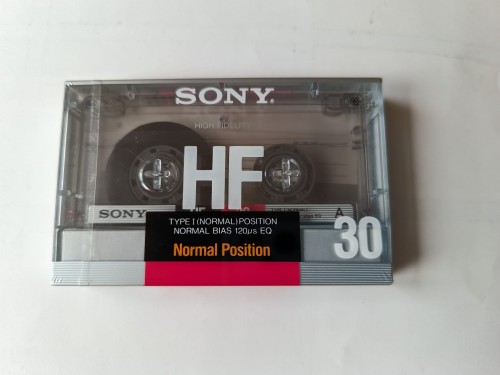 SONY
HIGH FIDELITY
HF
SONY
A
TYPE I (NORMAL) POSITION
NORMAL BIAS 120µs EQ
30
Normal Position